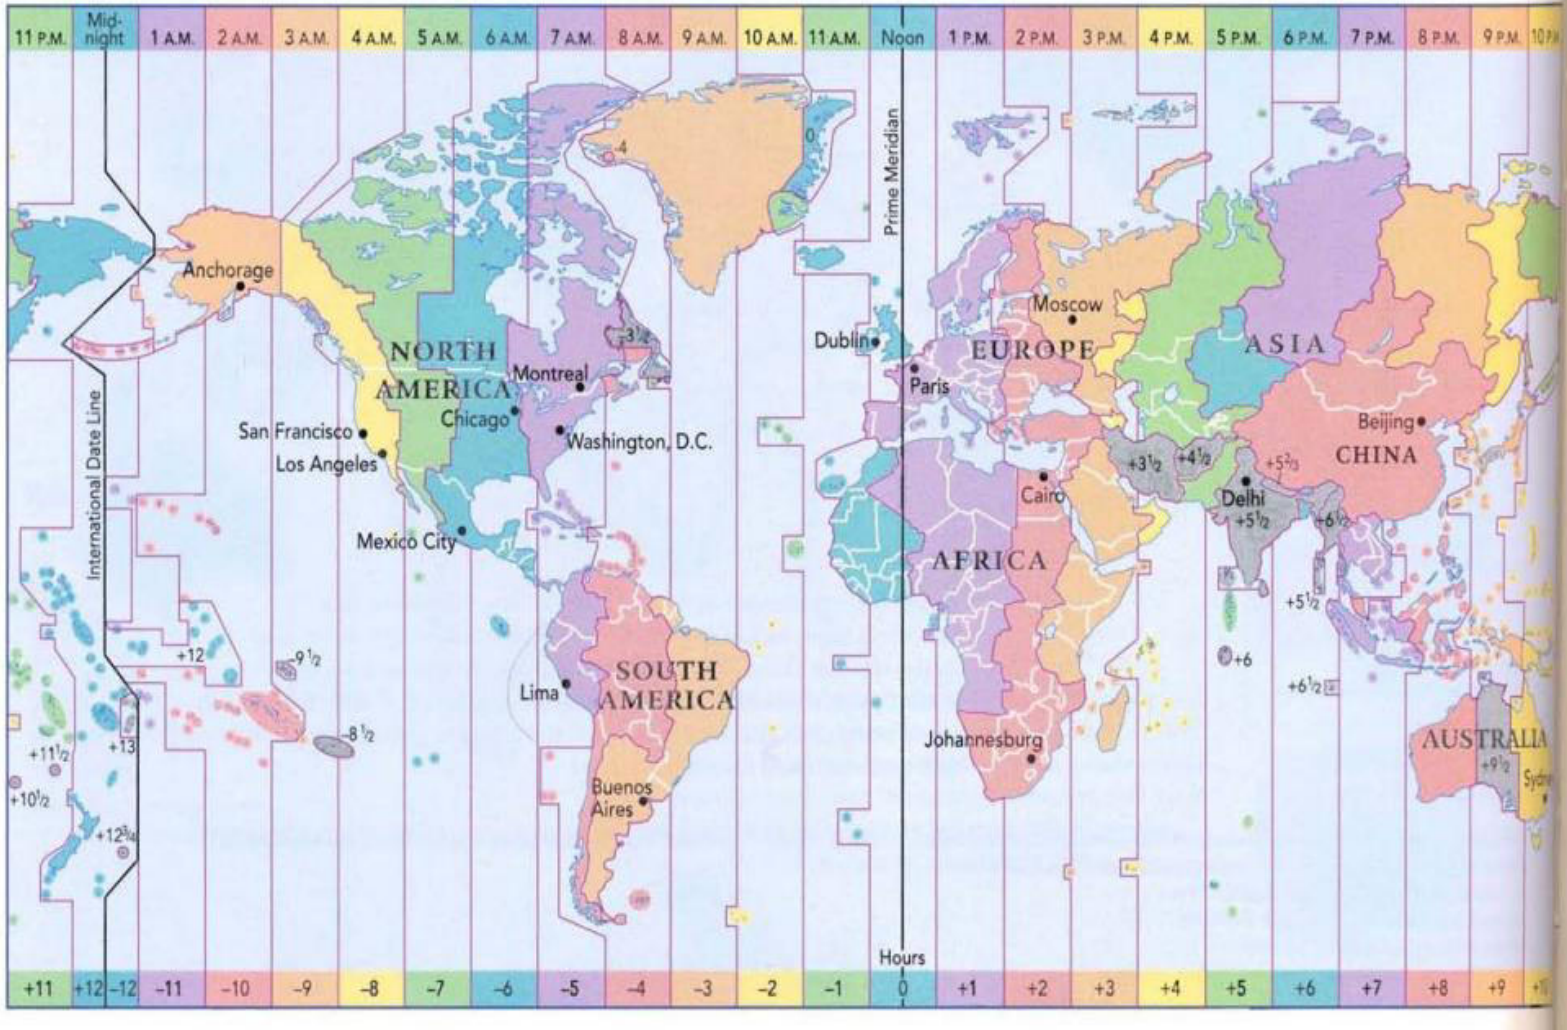 11 P.M. Mid-night 1 A.M. 2 A.M. 3 A.M. 4 A.M. 5 A.M. 6 A.M. 7 A.M. 8 A.M. 9 A.M. 10 A.M. 11 A.M. Noon 1 P.M. 2 P.M. 3 P.M. 4 P.M. 5 P.M. 6 P.M. 7 P.M. 8 P.M. 9 P.M. 10
0
-4
Prime Meridian
Anchorage
Moscow
3½
Dublin
NORTH
AMERICA
EUROPE
ASIA
Montreal
Paris
Chicago
Beijing
San Francisco
Washington, D.C.
CHINA
Los Angeles
+3½
+4½
+5⅔
Delhi
Cairo
+5½
+6½
International Date Line
Mexico City
AFRICA
+5½
+12
-9½
+6
SOUTH
AMERICA
Lima
+6½
-8½
+13
+11½
Johannesburg
AUSTRALIA
+9½
Buenos
Aires
+10½
+12¾
Hours
+11 +12 -12 -11 -10 -9 -8 -7 -6 -5 -4 -3 -2 -1 0 +1 +2 +3 +4 +5 +6 +7 +8 +9